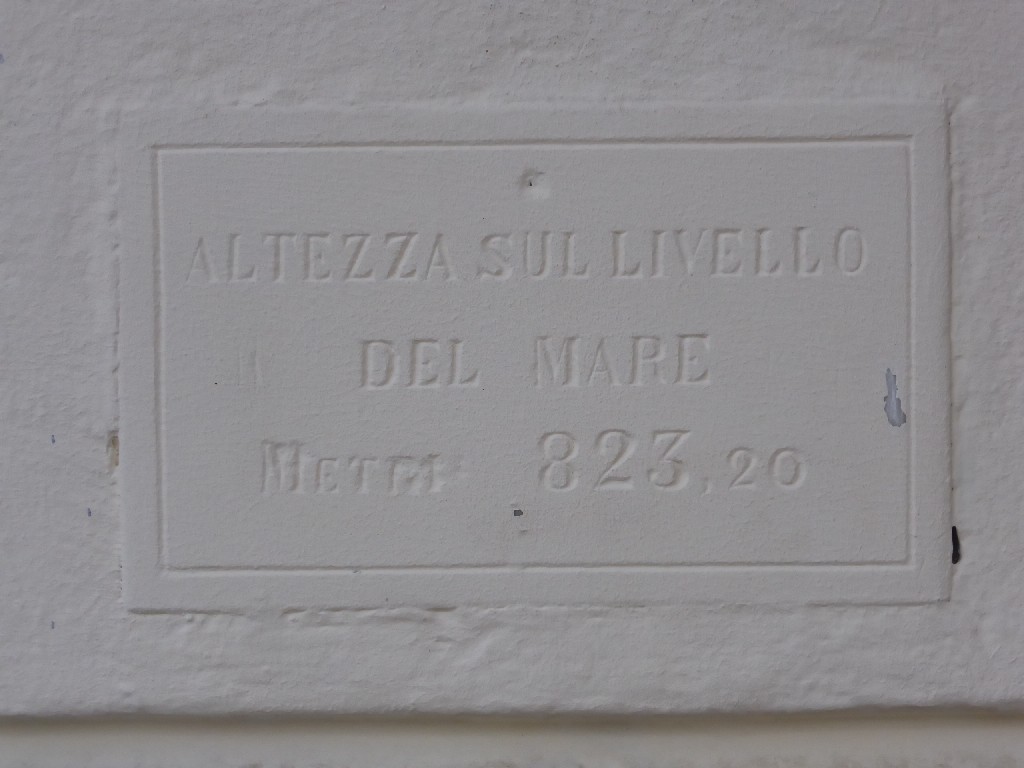 ALTEZZA SUL LIVELLO
DEL MARE
METRI 823,20